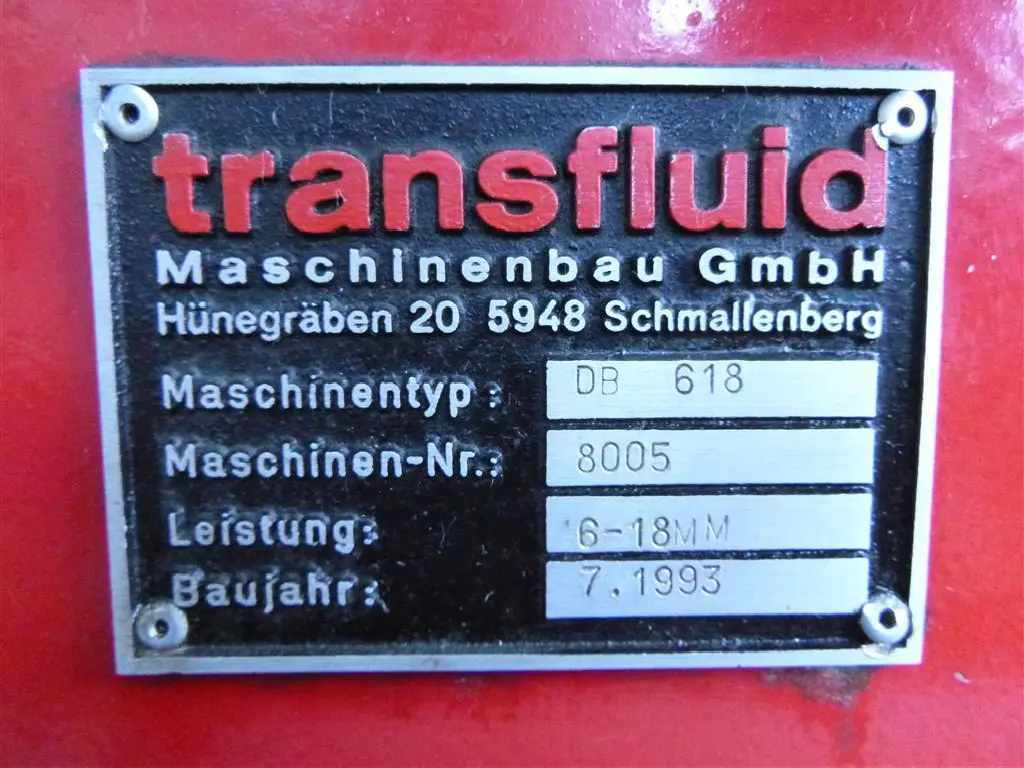 transfluid
Maschinenbau GmbH
Hünegräben 20 5948 Schmallenberg
Maschinentyp: DB 618
Maschinen-Nr.: 8005
Leistung: 6-18MM
Baujahr: 7.1993